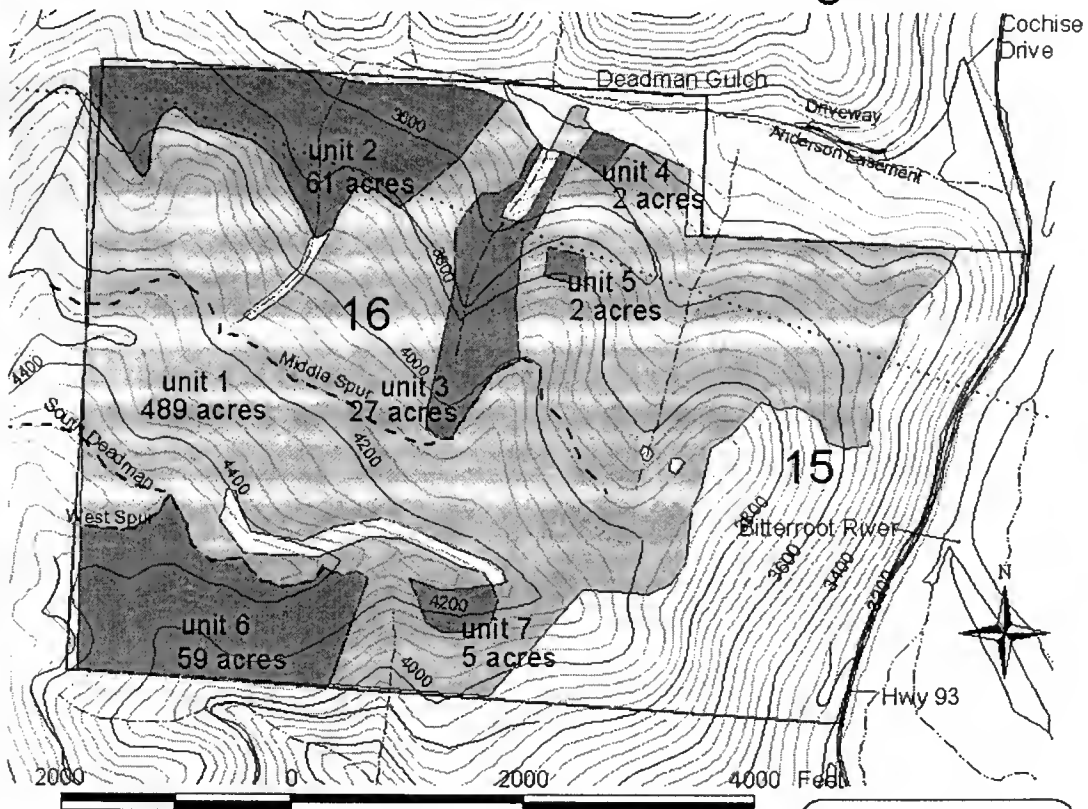 Cochise
Drive
Deadman Gulch
Driveway
Anderson Easement
3800
unit 2
61 acres
unit 4
2 acres
3800
unit 5
2 acres
16
4000
Middle Spur
unit 3
27 acres
unit 1
489 acres
4400
4200
South Deadman
4400
15
West Spur
3800
Bitterroot River
3600
3400
3200
N
4200
unit 7
5 acres
unit 6
59 acres
4000
Hwy 93
2000 0 2000 4000 Feet